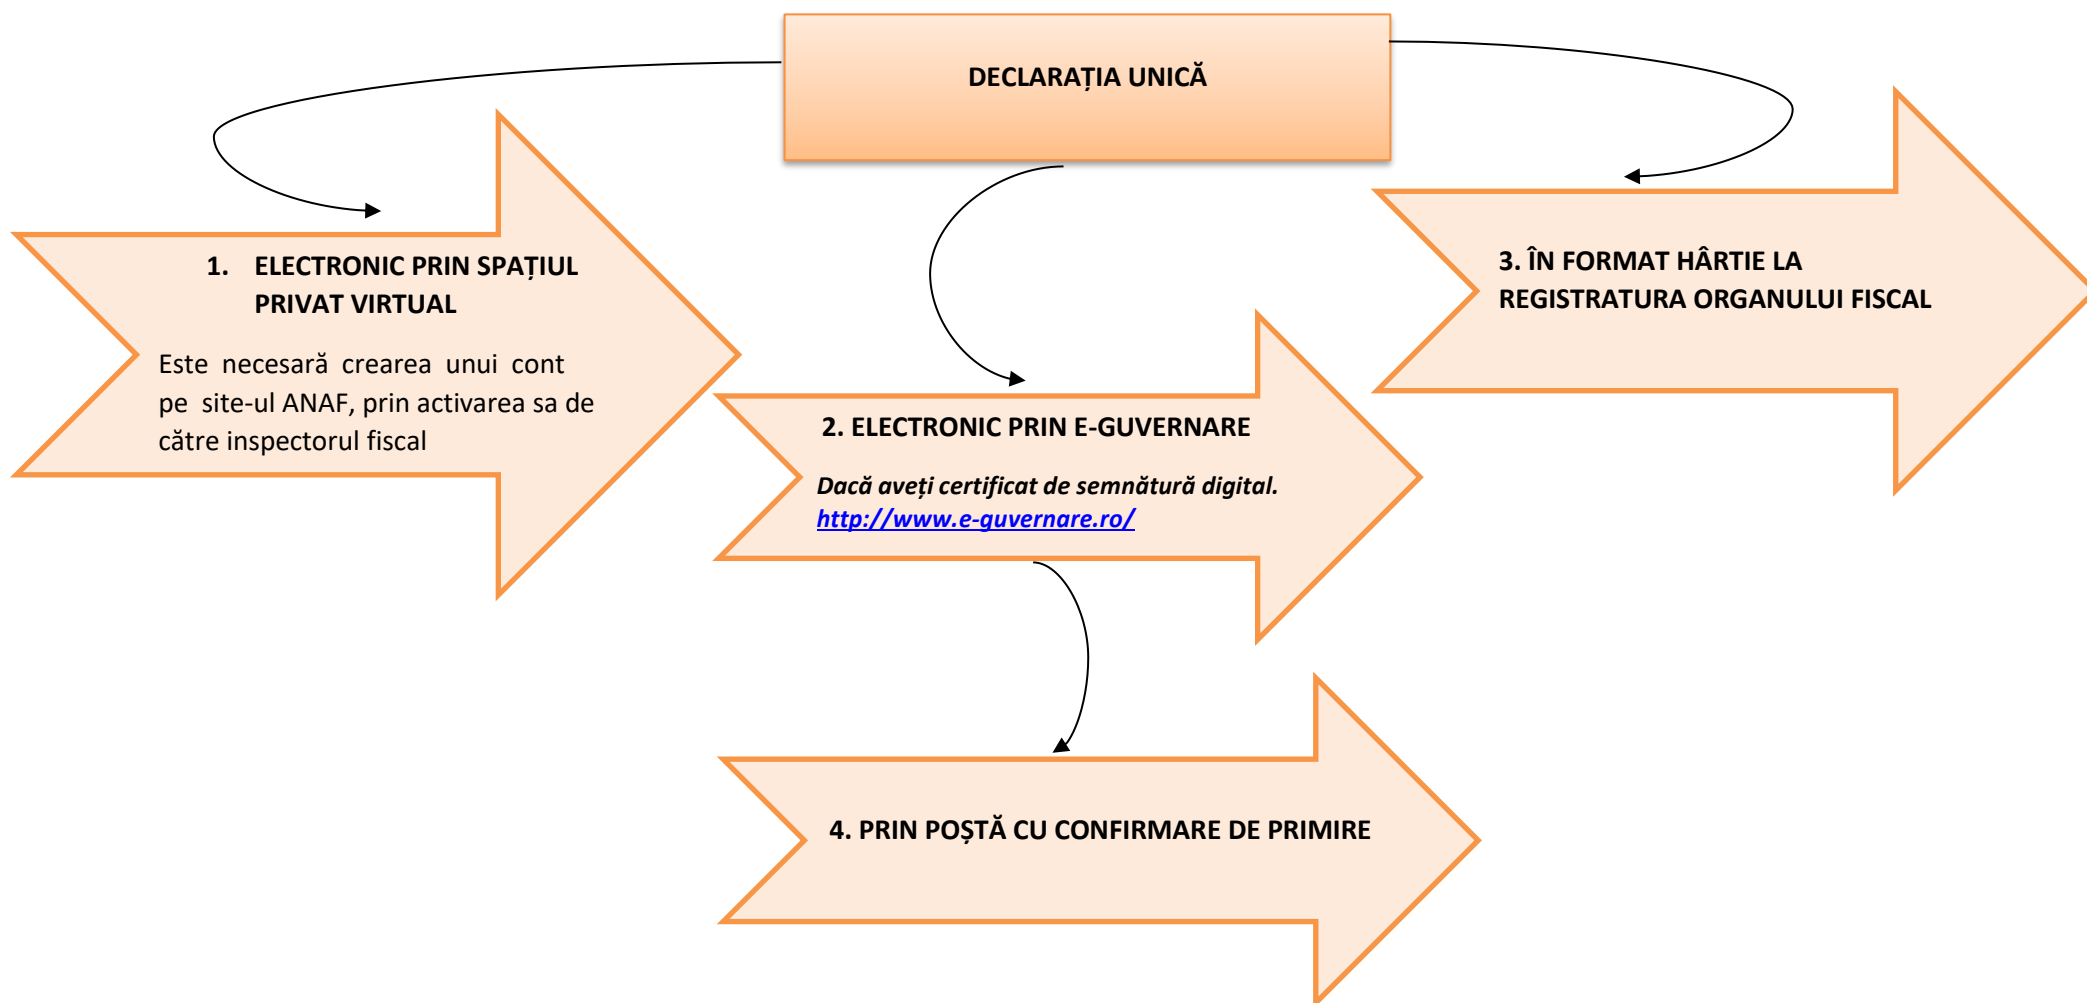 DECLARAȚIA UNICĂ
1. ELECTRONIC PRIN SPAȚIUL
PRIVAT VIRTUAL
Este necesară crearea unui cont
pe site-ul ANAF, prin activarea sa de
către inspectorul fiscal
2. ELECTRONIC PRIN E-GUVERNARE
Dacă aveți certificat de semnătură digital.
http://www.e-guvernare.ro/
3. ÎN FORMAT HÂRTIE LA
REGISTRATURA ORGANULUI FISCAL
4. PRIN POȘTĂ CU CONFIRMARE DE PRIMIRE